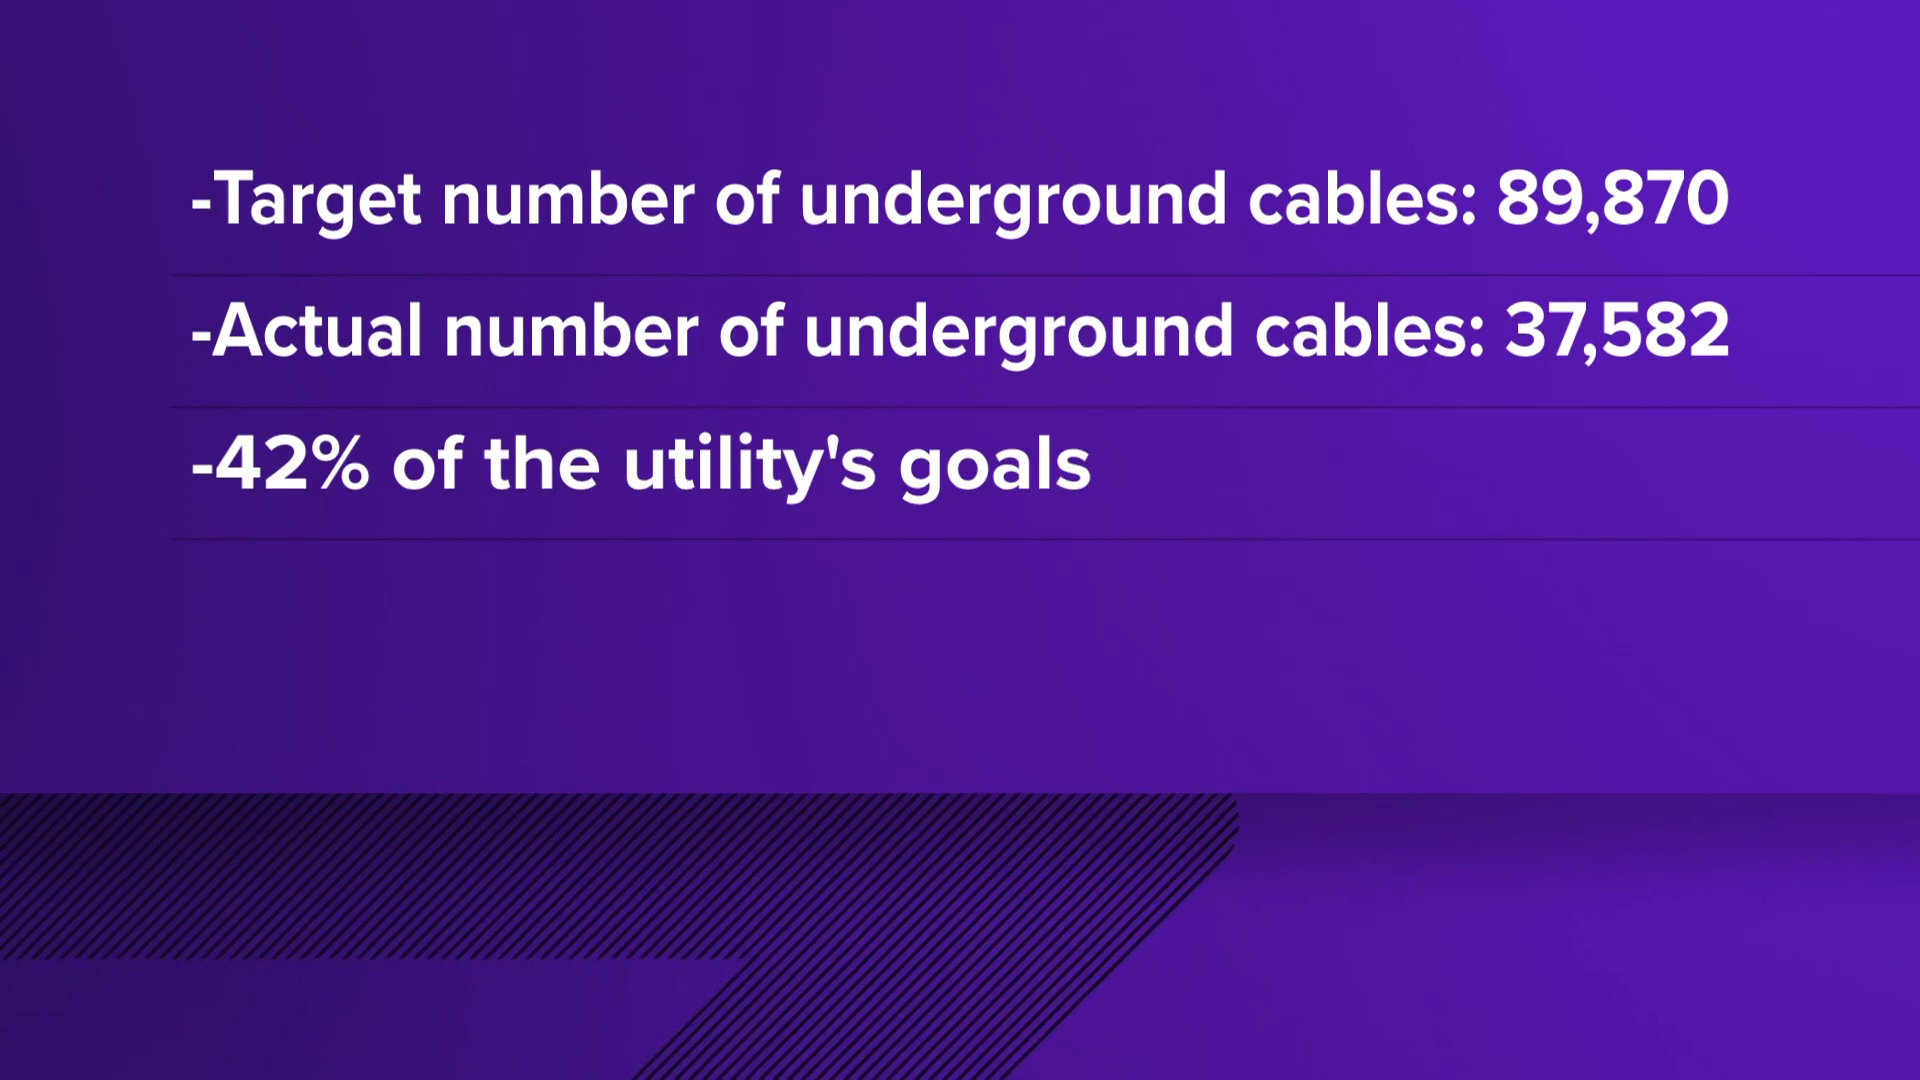 -Target number of underground cables: 89,870
-Actual number of underground cables: 37,582
-42% of the utility's goals